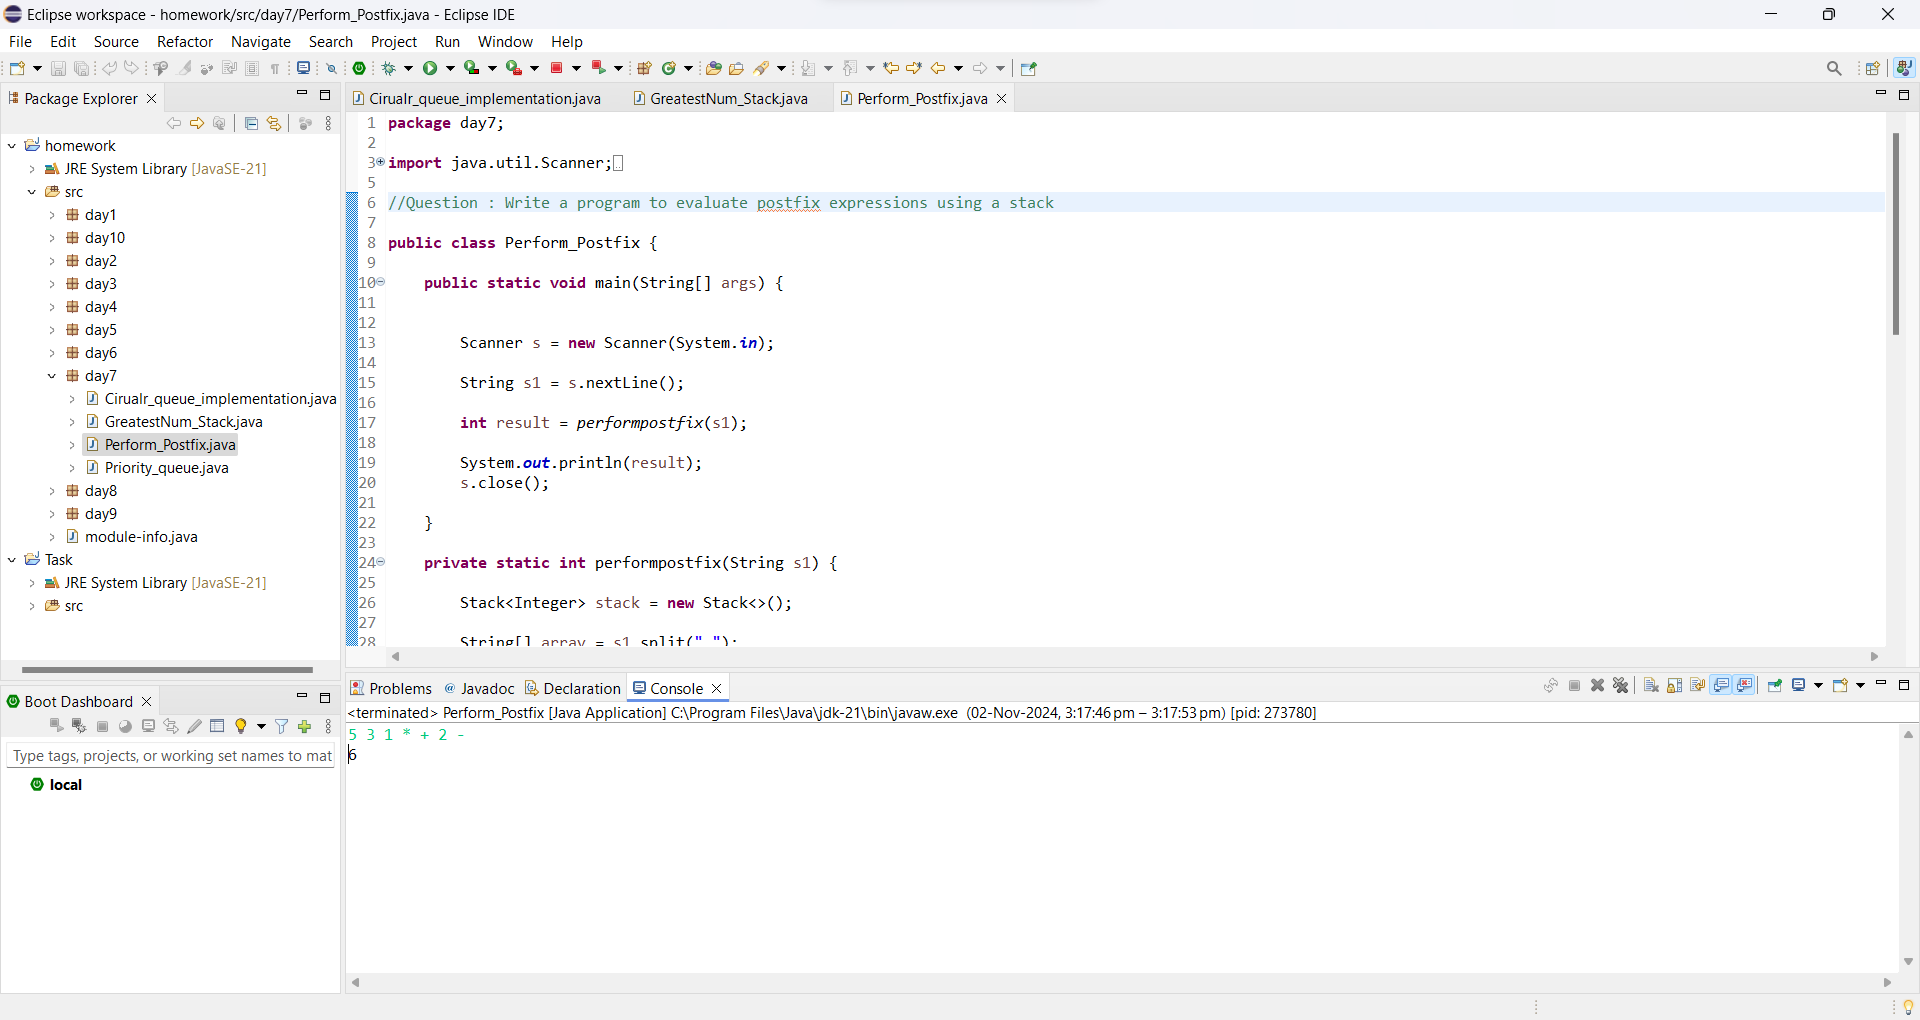 Eclipse workspace - homework/src/day7/Perform_Postfix.java - Eclipse IDE
File Edit Source Refactor Navigate Search Project Run Window Help
Package Explorer
homework
JRE System Library [JavaSE-21]
src
day1
day10
day2
day3
day4
day5
day6
day7
Cirualr_queue_implementation.java
GreatestNum_Stack.java
Perform_Postfix.java
Priority_queue.java
day8
day9
module-info.java
Task
JRE System Library [JavaSE-21]
src
Boot Dashboard
Type tags, projects, or working set names to mat
local
Cirualr_queue_implementation.java GreatestNum_Stack.java Perform_Postfix.java
1 package day7;
2
3 import java.util.Scanner;
5
6 //Question : Write a program to evaluate postfix expressions using a stack
7
8 public class Perform_Postfix {
9
10 public static void main(String[] args) {
11
12
13 Scanner s = new Scanner(System.in);
14
15 String s1 = s.nextLine();
16
17 int result = performpostfix(s1);
18
19 System.out.println(result);
20 s.close();
21
22 }
23
24 private static int performpostfix(String s1) {
25
26 Stack<Integer> stack = new Stack<>();
27
28 String[] array = s1.split(" ");
Problems Javadoc Declaration Console
<terminated> Perform_Postfix [Java Application] C:\Program Files\Java\jdk-21\bin\javaw.exe (02-Nov-2024, 3:17:46 pm – 3:17:53 pm) [pid: 273780]
5 3 1 * + 2 -
6